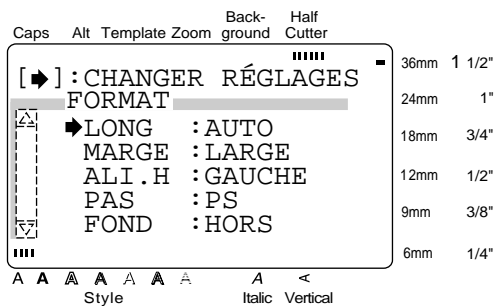 Caps Alt Template Zoom Back-ground Half Cutter
[➡]:CHANGER RÉGLAGES
FORMAT
➡LONG :AUTO
MARGE :LARGE
ALI.H :GAUCHE
PAS :PS
FOND :HORS
36mm 1 1/2"
24mm 1"
18mm 3/4"
12mm 1/2"
9mm 3/8"
6mm 1/4"
A A A A A A A A A
Style Italic Vertical